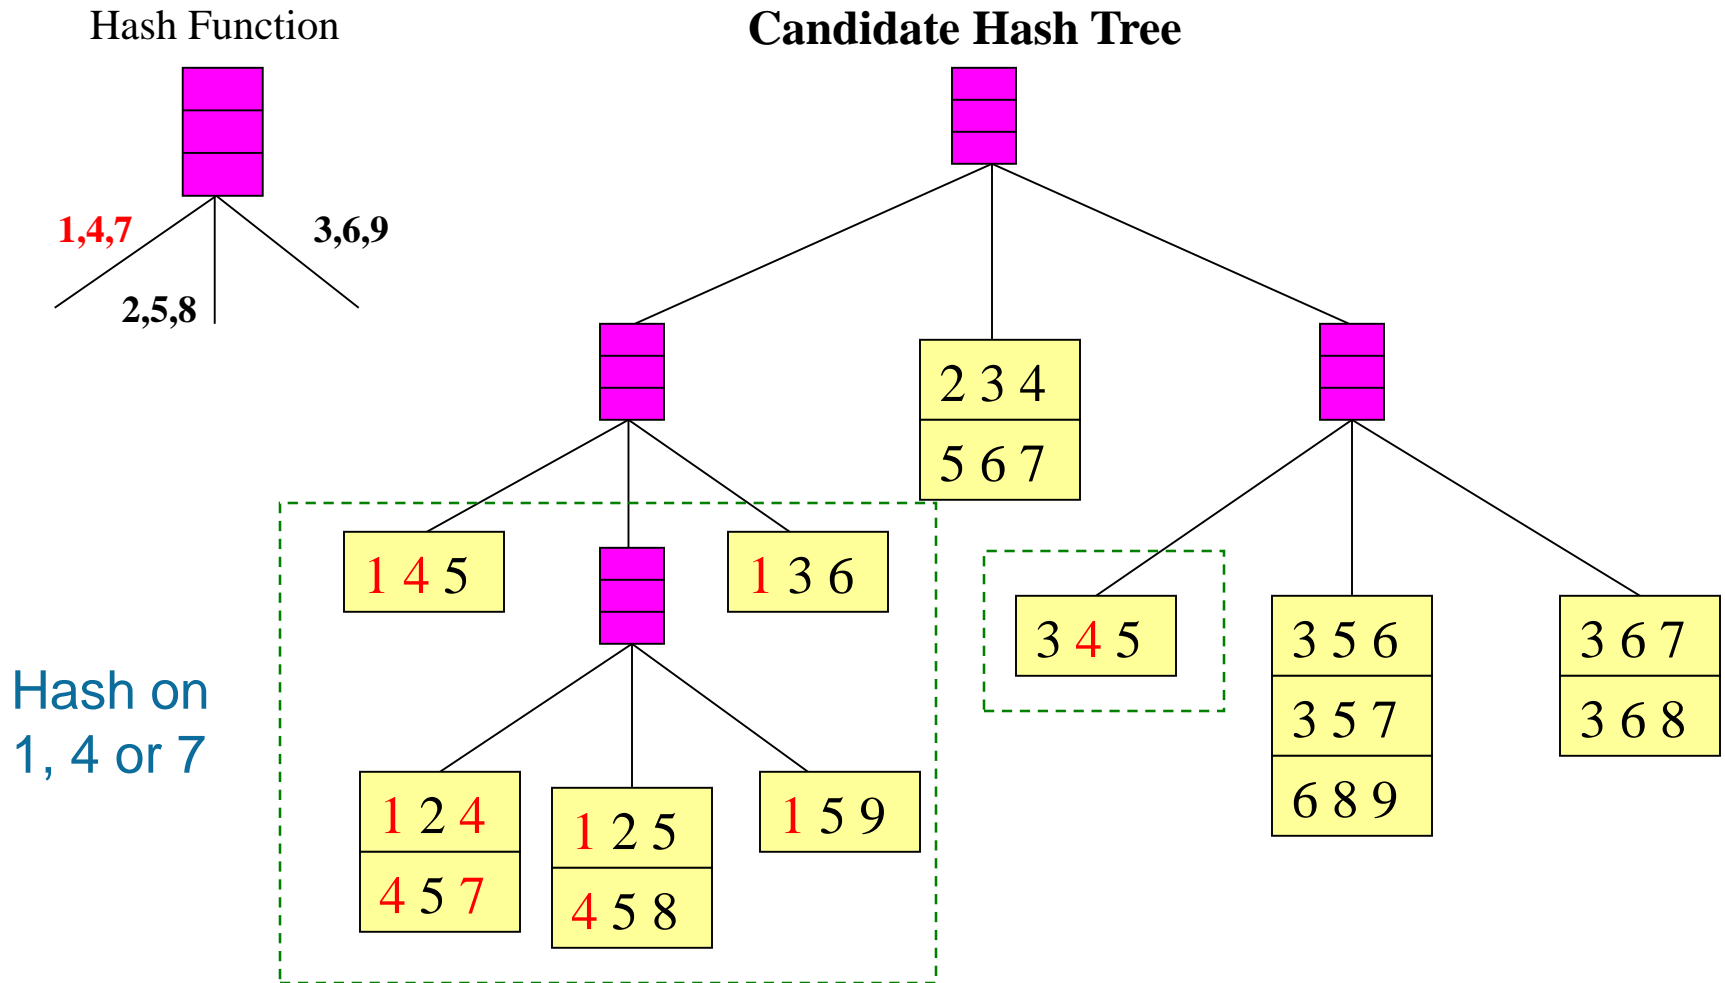 Hash Function
Candidate Hash Tree
1,4,7
3,6,9
2,5,8
2 3 4
5 6 7
1 4 5
1 3 6
3 4 5
3 5 6
3 6 7
Hash on
1, 4 or 7
3 5 7
3 6 8
6 8 9
1 2 4
1 2 5
1 5 9
4 5 7
4 5 8